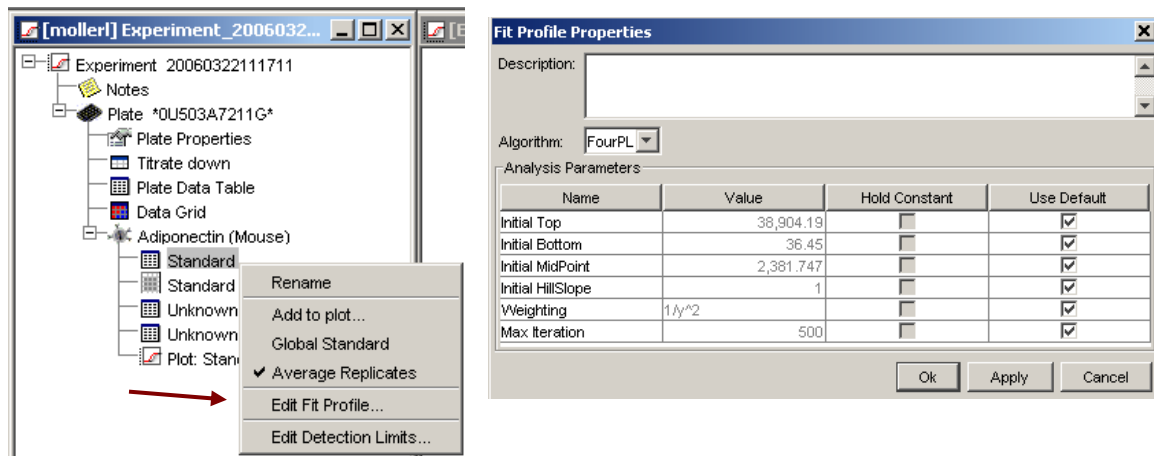 [mollerl] Experiment_2006032...
Experiment 20060322111711
Notes
Plate *0U503A7211G*
Plate Properties
Titrate down
Plate Data Table
Data Grid
Adiponectin (Mouse)
Standard
Standard
Unknown
Unknown
Plot: Stan
Rename
Add to plot...
Global Standard
Average Replicates
Edit Fit Profile...
Edit Detection Limits...
Fit Profile Properties
Description:
Algorithm: FourPL
Analysis Parameters
Name Value Hold Constant Use Default
Initial Top 38,904.19
Initial Bottom 36.45
Initial MidPoint 2,381.747
Initial HillSlope 1
Weighting 1/y^2
Max Iteration 500
Ok Apply Cancel